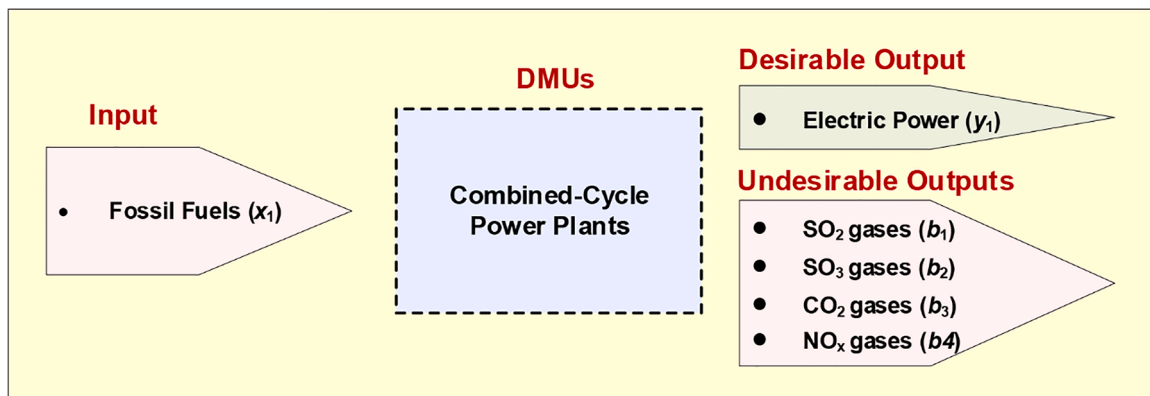 Input
• Fossil Fuels (x₁)
DMUs
Combined-Cycle
Power Plants
Desirable Output
• Electric Power (y₁)
Undesirable Outputs
• SO₂ gases (b₁)
• SO₃ gases (b₂)
• CO₂ gases (b₃)
• NOₓ gases (b4)